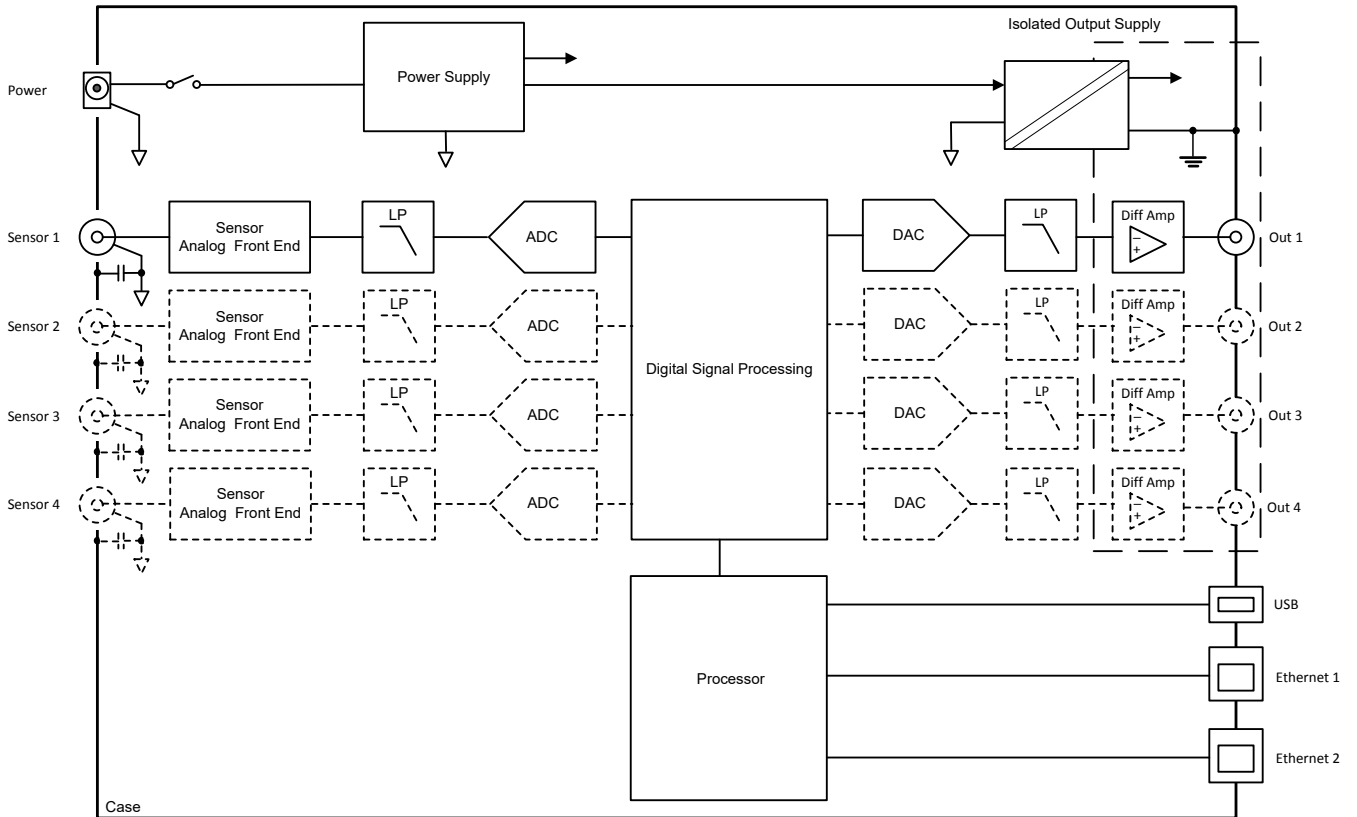 Isolated Output Supply
Power
Power Supply
Sensor 1
Sensor
Analog Front End
LP
ADC
Digital Signal Processing
DAC
LP
Diff Amp
−
+
Out 1
Sensor 2
Sensor
Analog Front End
LP
ADC
DAC
LP
Diff Amp
−
+
Out 2
Sensor 3
Sensor
Analog Front End
LP
ADC
DAC
LP
Diff Amp
−
+
Out 3
Sensor 4
Sensor
Analog Front End
LP
ADC
DAC
LP
Diff Amp
−
+
Out 4
USB
Processor
Ethernet 1
Ethernet 2
Case